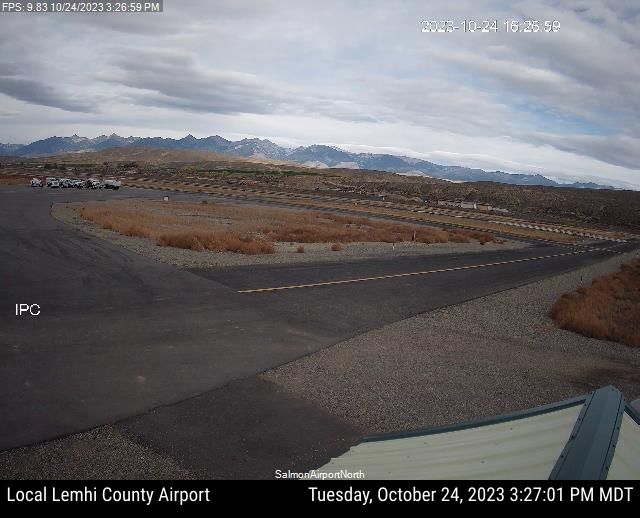 FPS: 9.83 10/24/2023 3:26:59 PM
2023-10-24 15:26:59
IPC
SalmonAirportNorth
Local Lemhi County Airport Tuesday, October 24, 2023 3:27:01 PM MDT